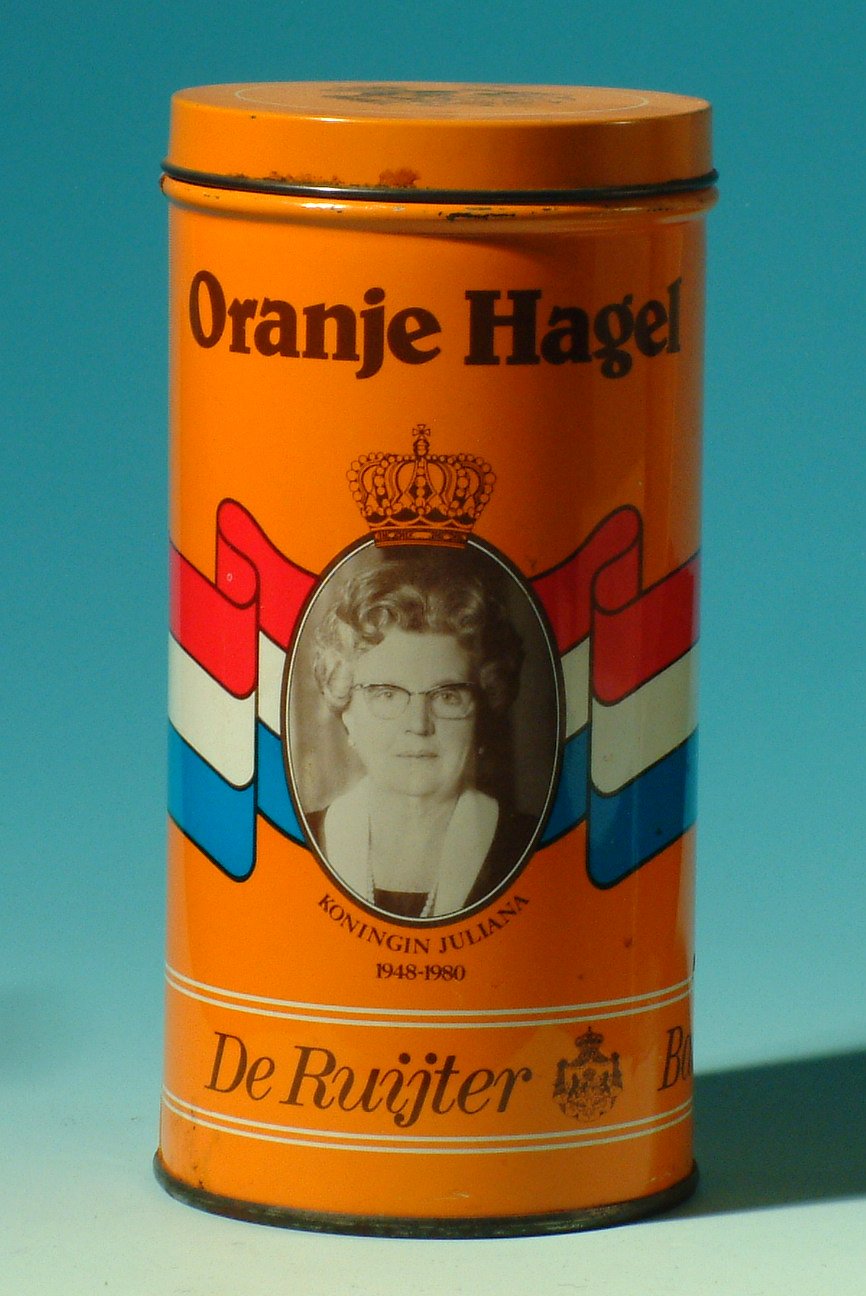 Oranje Hagel
KONINGIN JULIANA
1948-1980
De Ruijter